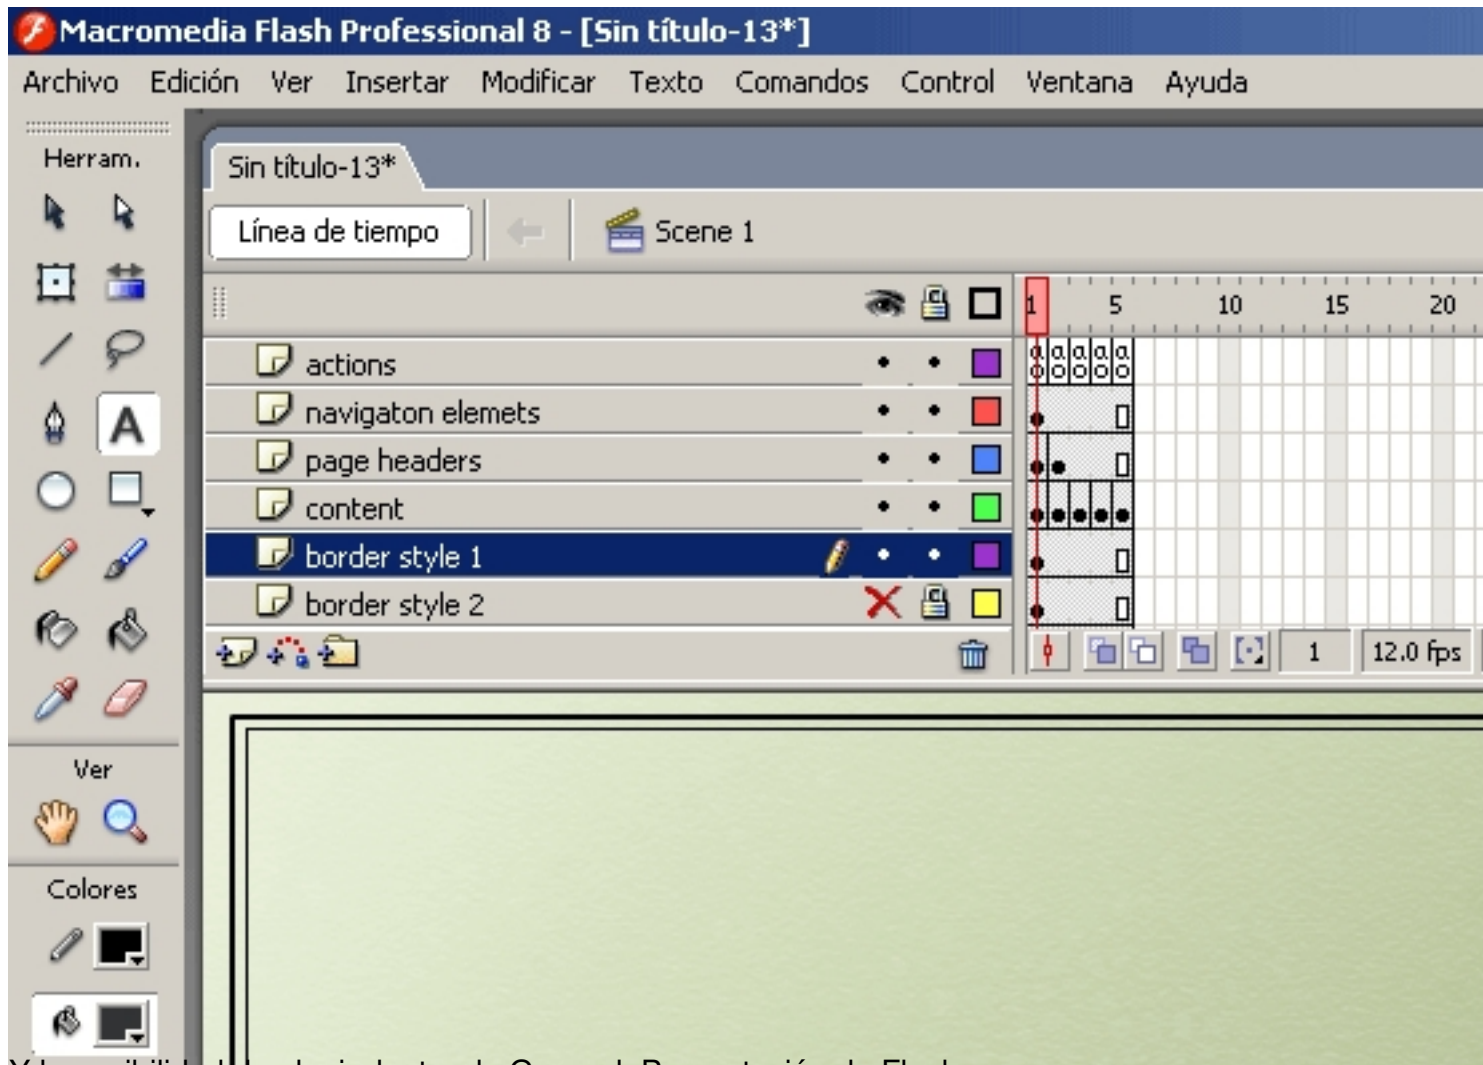 Macromedia Flash Professional 8 - [Sin título-13*]
Archivo Edición Ver Insertar Modificar Texto Comandos Control Ventana Ayuda
Herram.
Sin título-13*
Línea de tiempo
Scene 1
1 5 10 15 20
actions
navigaton elemets
page headers
content
border style 1
border style 2
1 12.0 fps
A
Ver
Colores